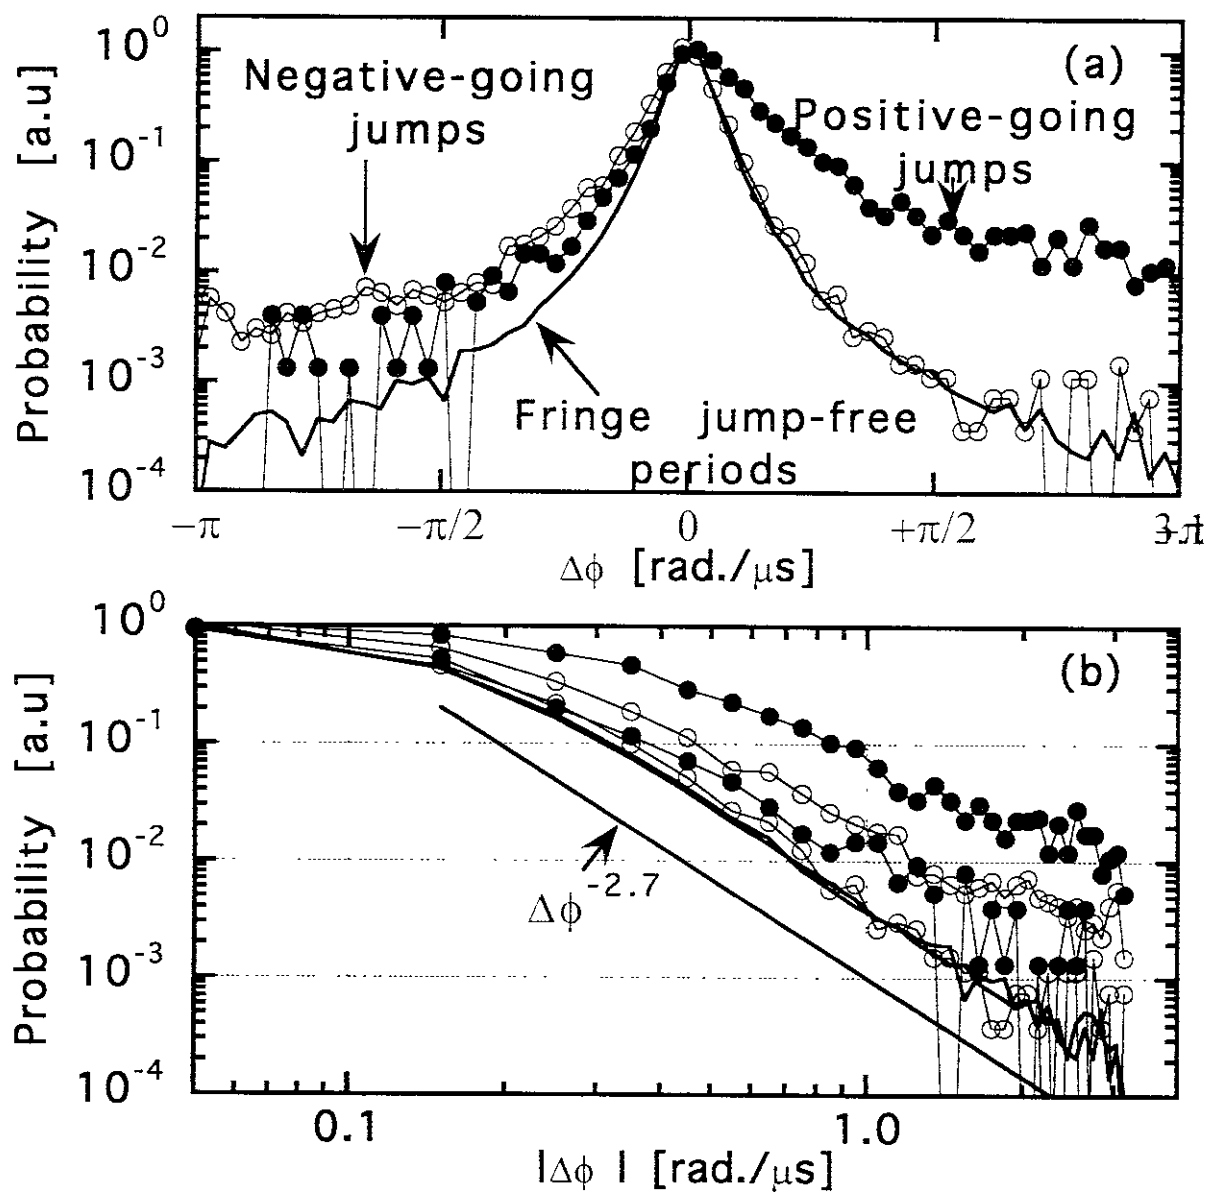 10^0
10^-1
10^-2
10^-3
10^-4
Probability [a.u]
(a)
Negative-going
jumps
Positive-going
jumps
Fringe jump-free
periods
−π
−π/2
0
+π/2
Δϕ [rad./μs]
10^0
10^-1
10^-2
10^-3
10^-4
Probability [a.u]
(b)
Δϕ^-2.7
0.1
1.0
|Δϕ | [rad./μs]